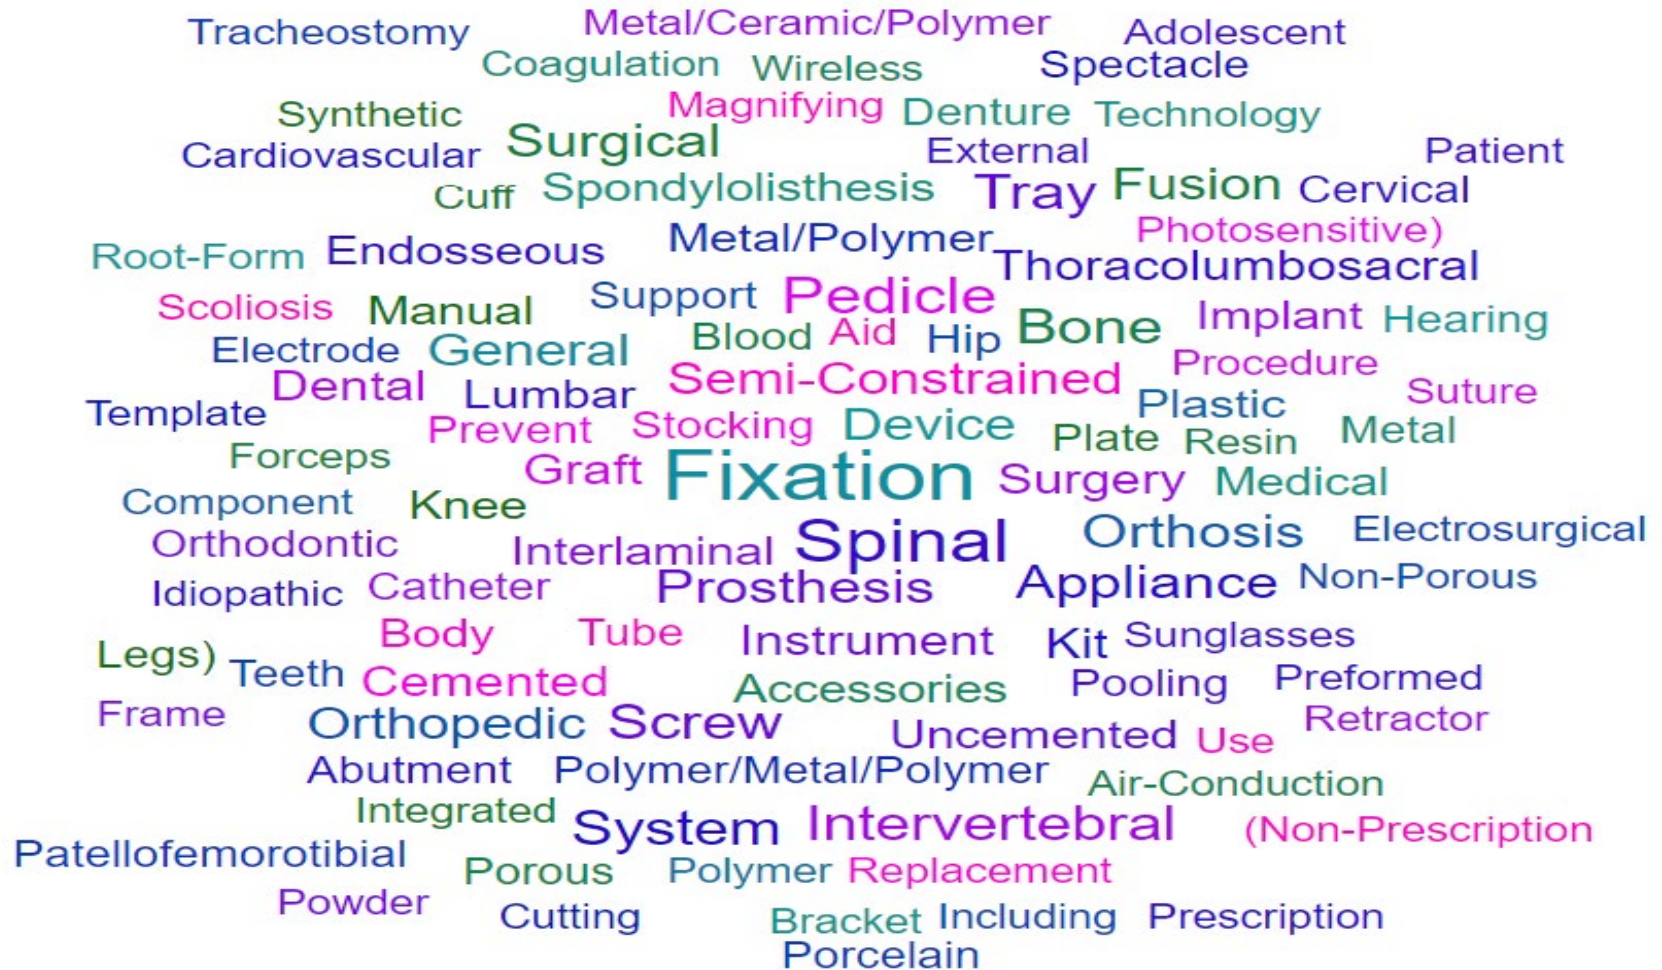 Tracheostomy Metal/Ceramic/Polymer Adolescent
Coagulation Wireless Spectacle
Synthetic Magnifying Denture Technology
Cardiovascular Surgical External Patient
Cuff Spondylolisthesis Tray Fusion Cervical
Root-Form Endosseous Metal/Polymer Photosensitive)
Thoracolumbosacral
Scoliosis Manual Support Pedicle Implant Hearing
Electrode General Blood Aid Hip Bone Procedure
Dental Lumbar Semi-Constrained Plastic Suture
Template Prevent Stocking Device Plate Resin Metal
Forceps Graft Fixation Surgery Medical
Component Knee
Orthodontic Interlaminal Spinal Orthosis Electrosurgical
Idiopathic Catheter Prosthesis Appliance Non-Porous
Body Tube Instrument Kit Sunglasses
Legs) Teeth Cemented Accessories Pooling Preformed
Frame Orthopedic Screw Uncemented Use Retractor
Abutment Polymer/Metal/Polymer Air-Conduction
Integrated System Intervertebral (Non-Prescription
Patellofemorotibial Porous Polymer Replacement
Powder Cutting Bracket Including Prescription
Porcelain